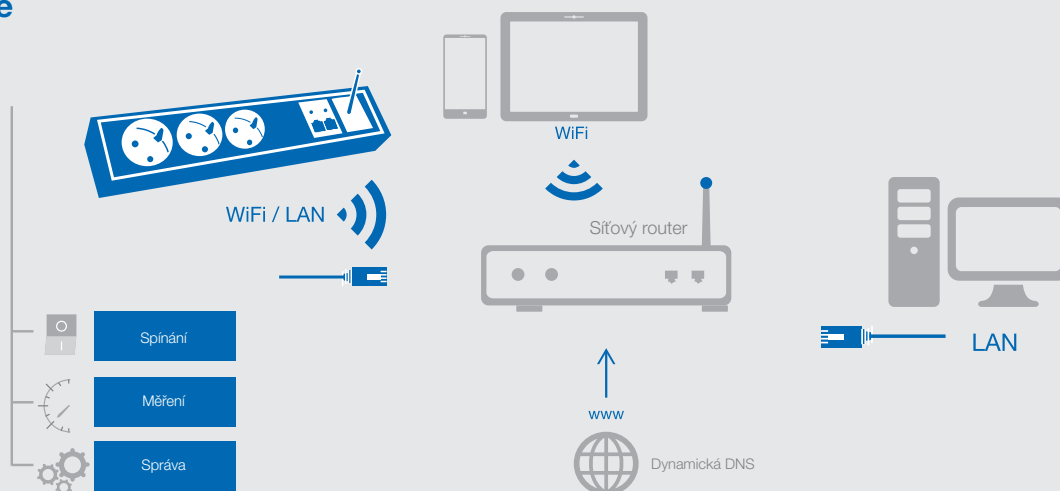 e
WiFi
WiFi / LAN
Síťový router
LAN
Spínání
Měření
Správa
www
Dynamická DNS